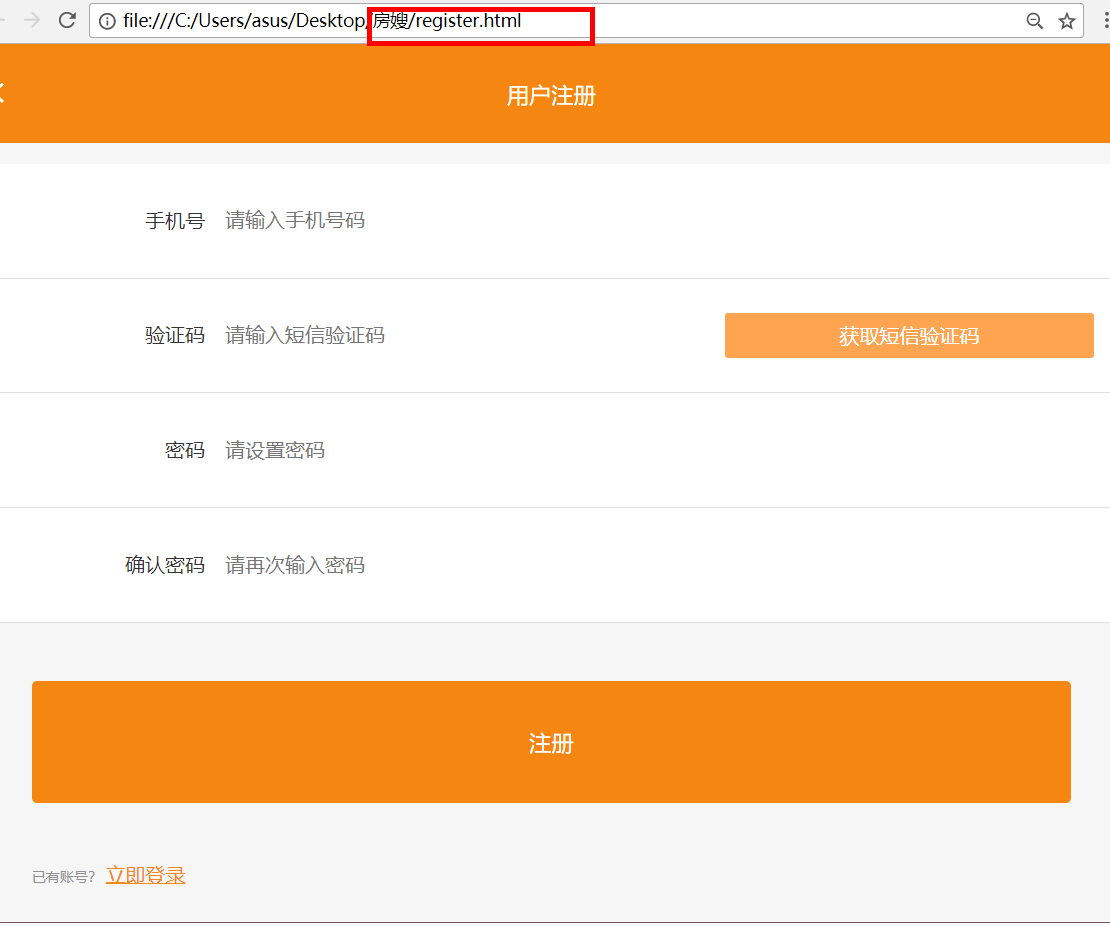 file:///C:/Users/asus/Desktop/房嫂/register.html
用户注册
手机号 请输入手机号码
验证码 请输入短信验证码 获取短信验证码
密码 请设置密码
确认密码 请再次输入密码
注册
已有账号? 立即登录